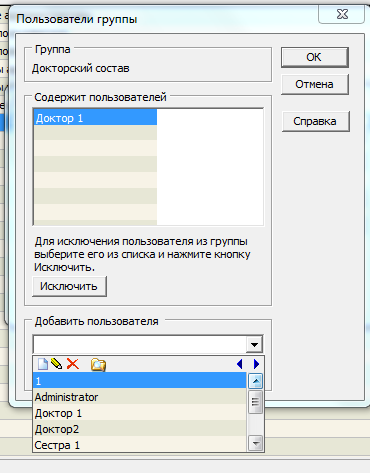 Пользователи группы
Группа
Докторский состав
OK
Отмена
Справка
Содержит пользователей
Доктор 1
Для исключения пользователя из группы
выберите его из списка и нажмите кнопку
Исключить.
Исключить
Добавить пользователя
1
Administrator
Доктор 1
Доктор2
Сестра 1